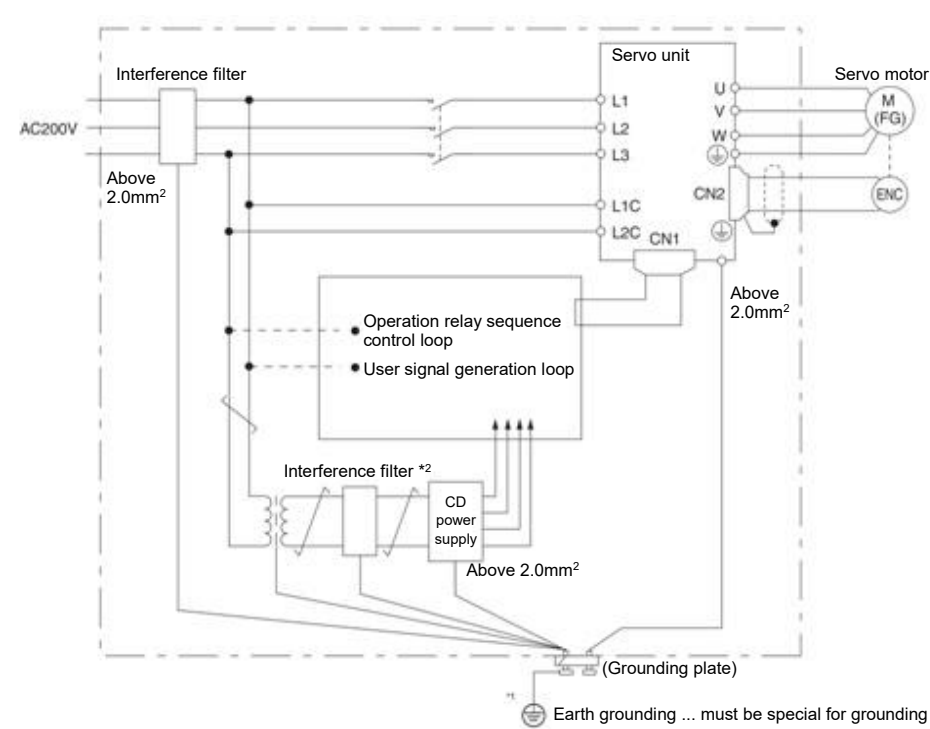 Servo unit
Interference filter
Servo motor
AC200V
L1
L2
L3
L1C
L2C
U
V
W
M
(FG)
CN2
ENC
CN1
Above
2.0mm²
Above
2.0mm²
Operation relay sequence
control loop
User signal generation loop
Interference filter *2
CD
power
supply
Above 2.0mm²
(Grounding plate)
Earth grounding ... must be special for grounding